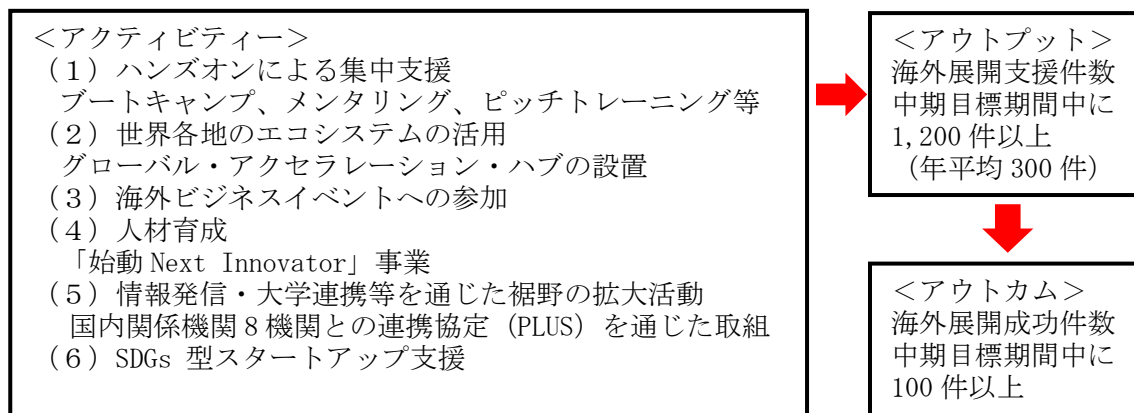 ＜アクティビティー＞
（１）ハンズオンによる集中支援
ブートキャンプ、メンタリング、ピッチトレーニング等
（２）世界各地のエコシステムの活用
グローバル・アクセラレーション・ハブの設置
（３）海外ビジネスイベントへの参加
（４）人材育成
「始動 Next Innovator」事業
（５）情報発信・大学連携等を通じた裾野の拡大活動
国内関係機関８機関との連携協定（PLUS）を通じた取組
（６）SDGs 型スタートアップ支援
＜アウトプット＞
海外展開支援件数
中期目標期間中に
1,200 件以上
（年平均 300 件）
＜アウトカム＞
海外展開成功件数
中期目標期間中に
100 件以上